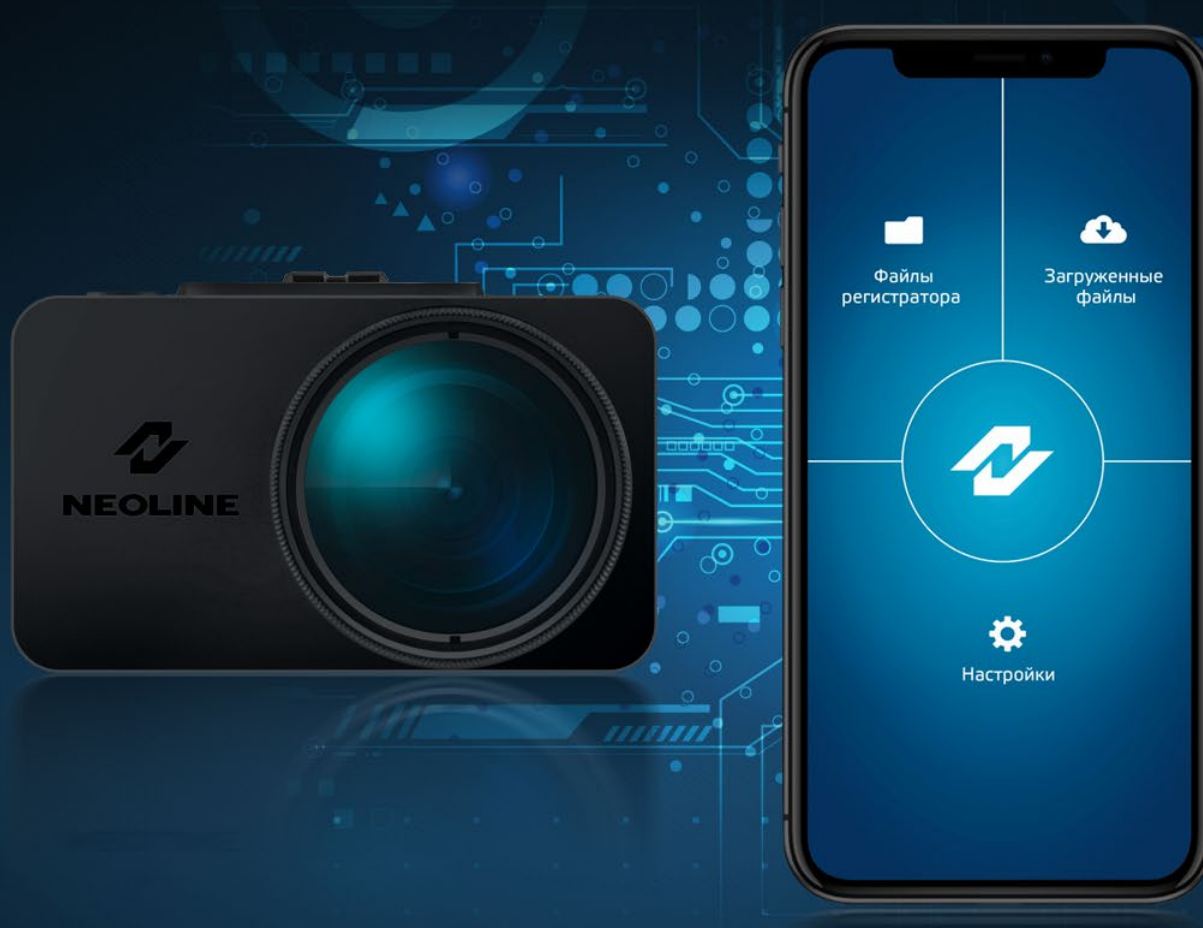 NEOLINE
Файлы
регистратора
Загруженные
файлы
Настройки